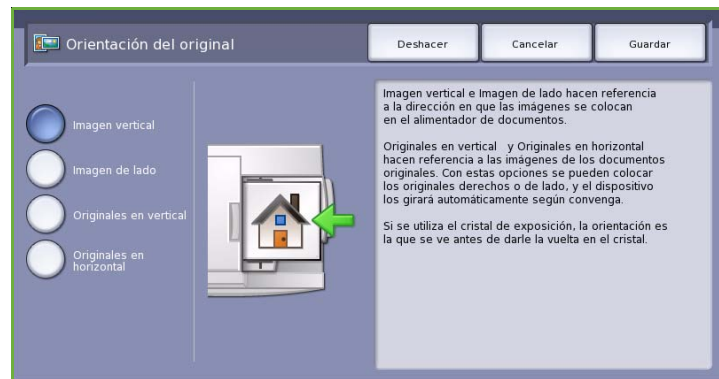 Orientación del original
Deshacer
Cancelar
Guardar
Imagen vertical
Imagen de lado
Originales en vertical
Originales en
horizontal
Imagen vertical e Imagen de lado hacen referencia
a la dirección en que las imágenes se colocan
en el alimentador de documentos.
Originales en vertical y Originales en horizontal
hacen referencia a las imágenes de los documentos
originales. Con estas opciones se pueden colocar
los originales derechos o de lado, y el dispositivo
los girará automáticamente según convenga.
Si se utiliza el cristal de exposición, la orientación es
la que se ve antes de darle la vuelta en el cristal.